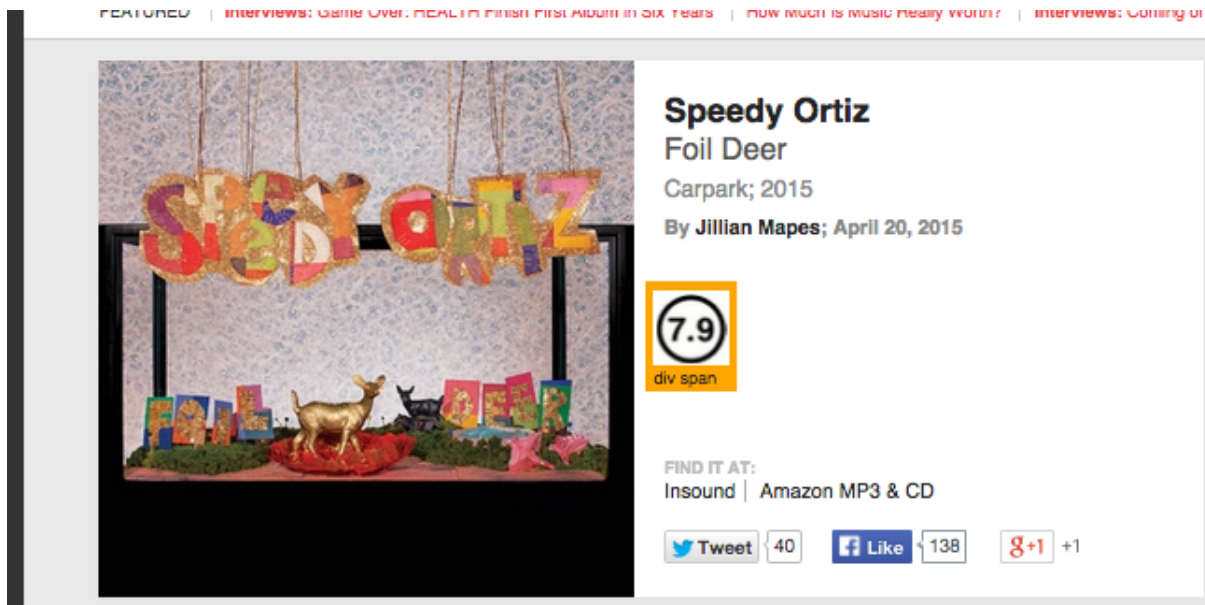 FEATURED | Interviews: Game Over: HEALTH Finish First Album in Six Years | How Much Is Music Really Worth? | Interviews: Coming of
SPEEDY ORTIZ
FOIL DEER
Speedy Ortiz
Foil Deer
Carpark; 2015
By Jillian Mapes; April 20, 2015
7.9
div span
FIND IT AT:
Insound | Amazon MP3 & CD
Tweet 40 Like 138 g+1 +1